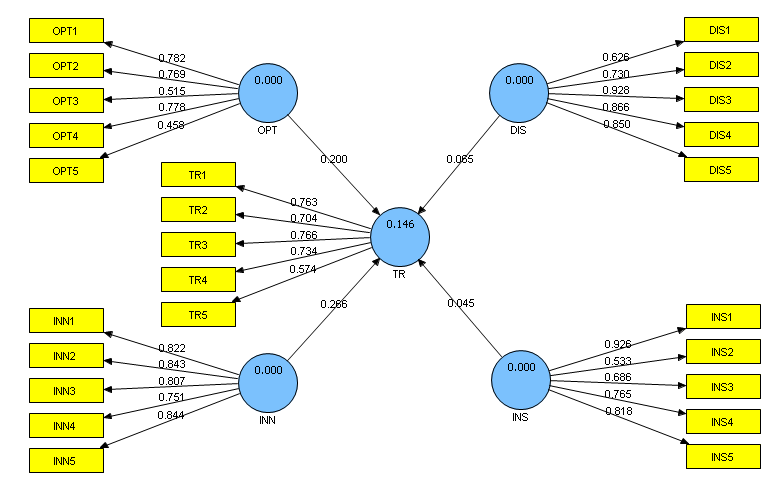 OPT1
OPT2
OPT3
OPT4
OPT5
0.782
0.769
0.515
0.778
0.458
0.000
OPT
DIS1
DIS2
DIS3
DIS4
DIS5
0.626
0.730
0.928
0.866
0.850
0.000
DIS
0.200
0.065
TR1
TR2
TR3
TR4
TR5
0.763
0.704
0.766
0.734
0.574
0.146
TR
0.266
0.045
INN1
INN2
INN3
INN4
INN5
0.822
0.843
0.807
0.751
0.844
0.000
INN
INS1
INS2
INS3
INS4
INS5
0.926
0.533
0.686
0.765
0.818
0.000
INS